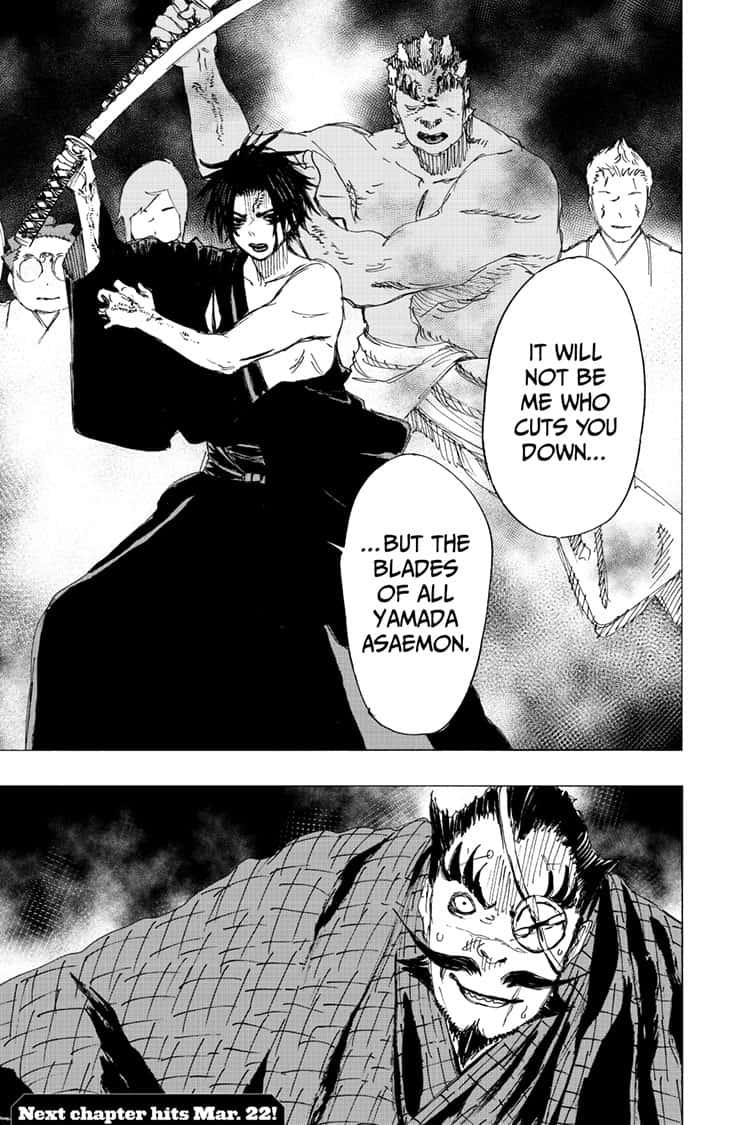 IT WILL
NOT BE
ME WHO
CUTS YOU
DOWN...
...BUT THE
BLADES
OF ALL
YAMADA
ASAEMON.
Next chapter hits Mar. 22!